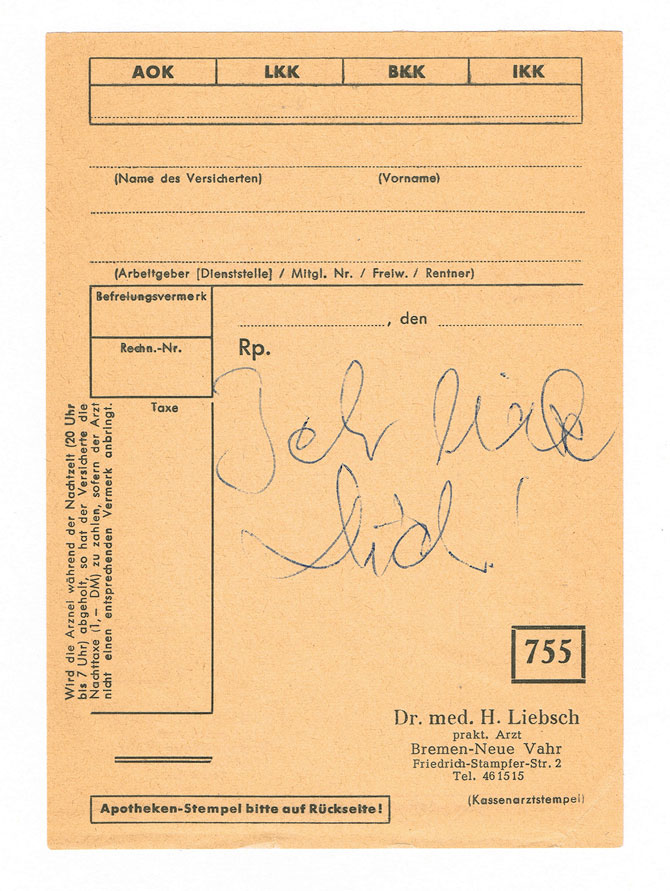 AOK LKK BKK IKK
(Name des Versicherten) (Vorname)
(Arbeitgeber [Dienststelle] / Mitgl. Nr. / Freiw. / Rentner)
Befreiungsvermerk
, den
Rechn.-Nr.
Rp.
Taxe
Ich liebe
dich!
Wird die Arznei während der Nachtzeit (20 Uhr
bis 7 Uhr) abgeholt, so hat der Versicherte die
Nachttaxe (1,— DM) zu zahlen, sofern der Arzt
nicht einen entsprechenden Vermerk anbringt.
755
Dr. med. H. Liebsch
prakt. Arzt
Bremen-Neue Vahr
Friedrich-Stampfer-Str. 2
Tel. 461515
(Kassenarztstempel)
Apotheken-Stempel bitte auf Rückseite!